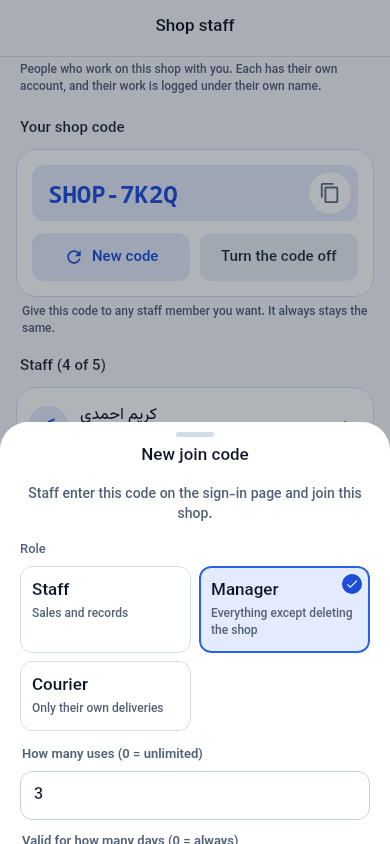 Shop staff
People who work on this shop with you. Each has their own
account, and their work is logged under their own name.
Your shop code
SHOP-7K2Q
New code
Turn the code off
Give this code to any staff member you want. It always stays the
same.
Staff (4 of 5)
کریم احمدی
New join code
Staff enter this code on the sign-in page and join this
shop.
Role
Staff
Sales and records
Manager
Everything except deleting
the shop
Courier
Only their own deliveries
How many uses (0 = unlimited)
3
Valid for how many days (0 = always)